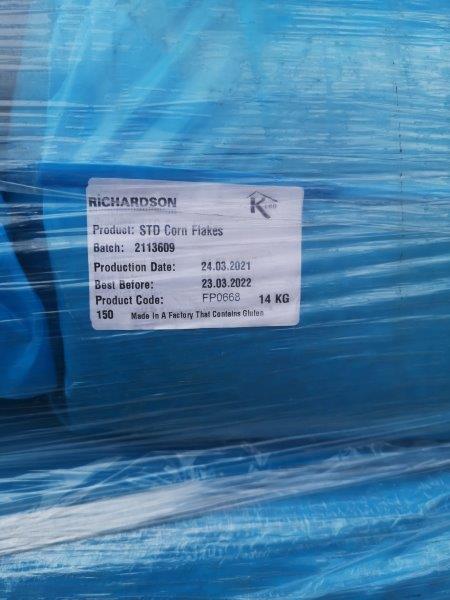 RICHARDSON
Product: STD Corn Flakes
Batch: 2113609
Production Date: 24.03.2021
Best Before: 23.03.2022
Product Code: FP0668 14 KG
150 Made In A Factory That Contains Gluten